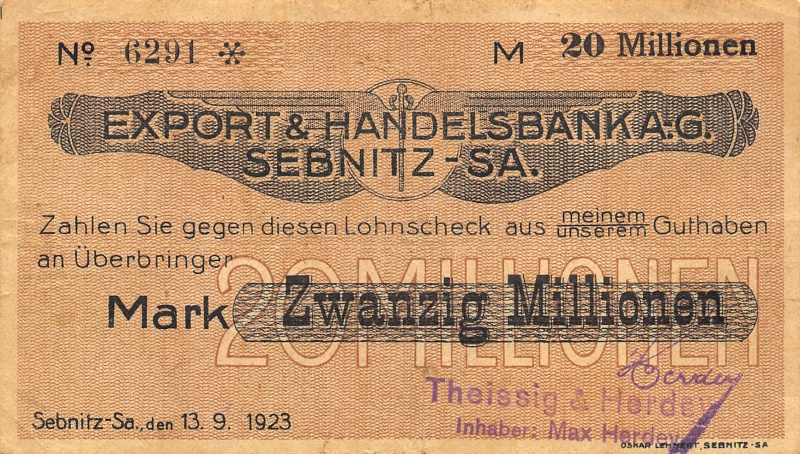 Nọ 6291 * M 20 Millionen
EXPORT & HANDELSBANK A.-G.
SEBNITZ-SA.
Zahlen Sie gegen diesen Lohnscheck aus meinem unserem Guthaben
an Überbringer
20 MILLIONEN
Mark Zwanzig Millionen
Herdey
Theissig & Herdey
Inhaber: Max Herdey
Sebnitz-Sa., den 13. 9. 1923
OSKAR LEHNERT, SEBNITZ-SA